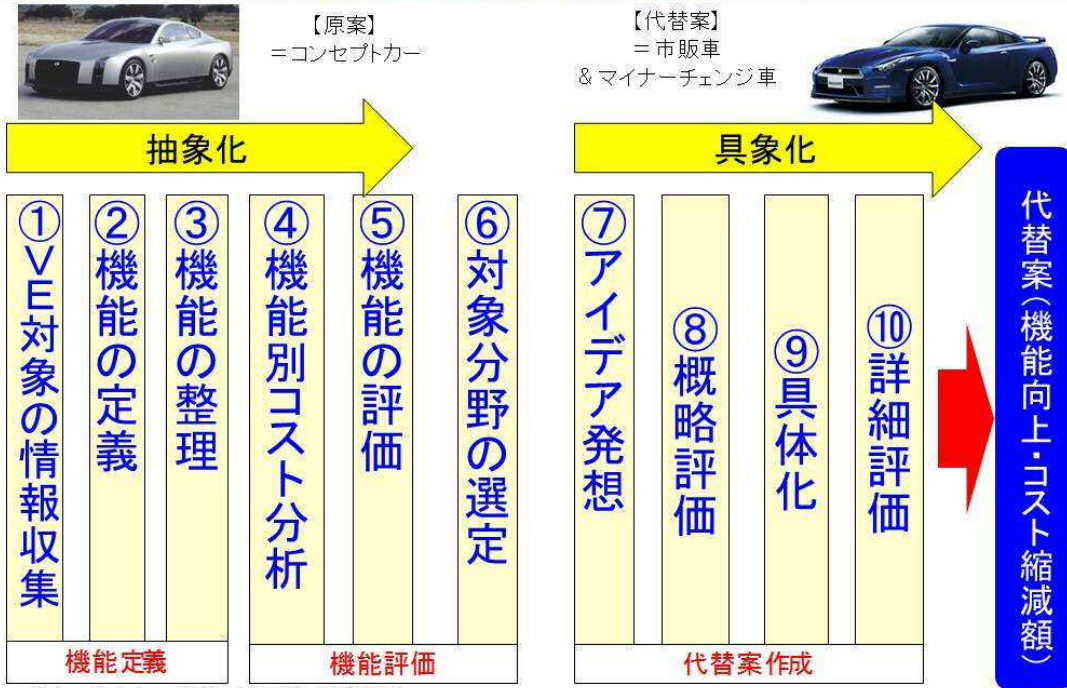 【原案】
＝コンセプトカー
【代替案】
＝市販車
＆マイナーチェンジ車
抽象化
具象化
①ＶＥ対象の情報収集
②機能の定義
③機能の整理
④機能別コスト分析
⑤機能の評価
⑥対象分野の選定
⑦アイデア発想
⑧概略評価
⑨具体化
⑩詳細評価
代替案（機能向上・コスト縮減額）
機能定義
機能評価
代替案作成